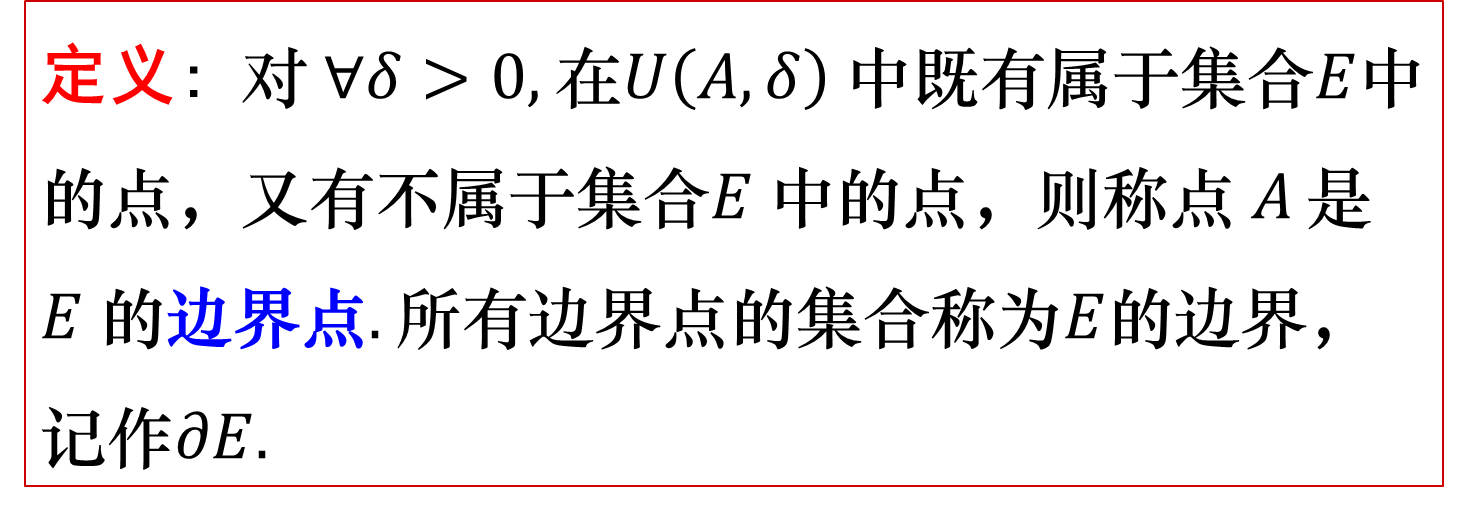 定义：对 ∀δ > 0, 在U(A, δ) 中既有属于集合E中
的点，又有不属于集合E 中的点，则称点 A 是
E 的边界点. 所有边界点的集合称为E的边界，
记作∂E.